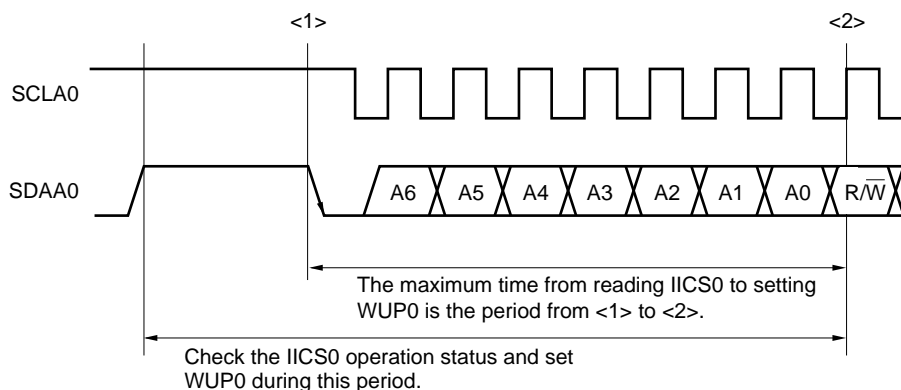 <1> <2>
SCLA0
SDAA0 A6 A5 A4 A3 A2 A1 A0 R/W̅
The maximum time from reading IICS0 to setting
WUP0 is the period from <1> to <2>.
Check the IICS0 operation status and set
WUP0 during this period.